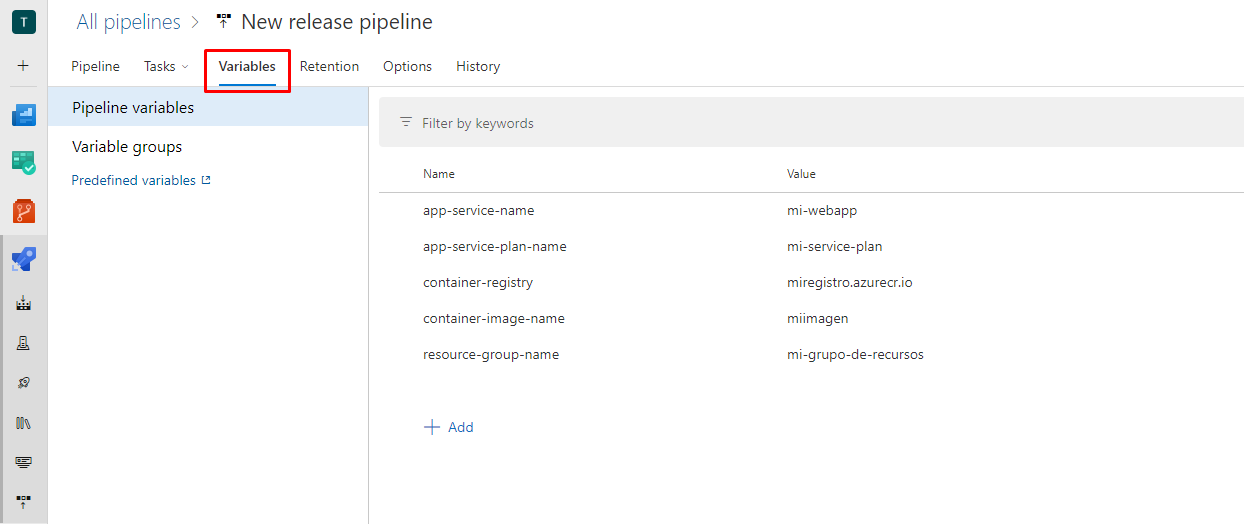 T
All pipelines > New release pipeline
Pipeline Tasks Variables Retention Options History
Pipeline variables
Variable groups
Predefined variables
Filter by keywords
Name Value
app-service-name mi-webapp
app-service-plan-name mi-service-plan
container-registry miregistro.azurecr.io
container-image-name miimagen
resource-group-name mi-grupo-de-recursos
+ Add